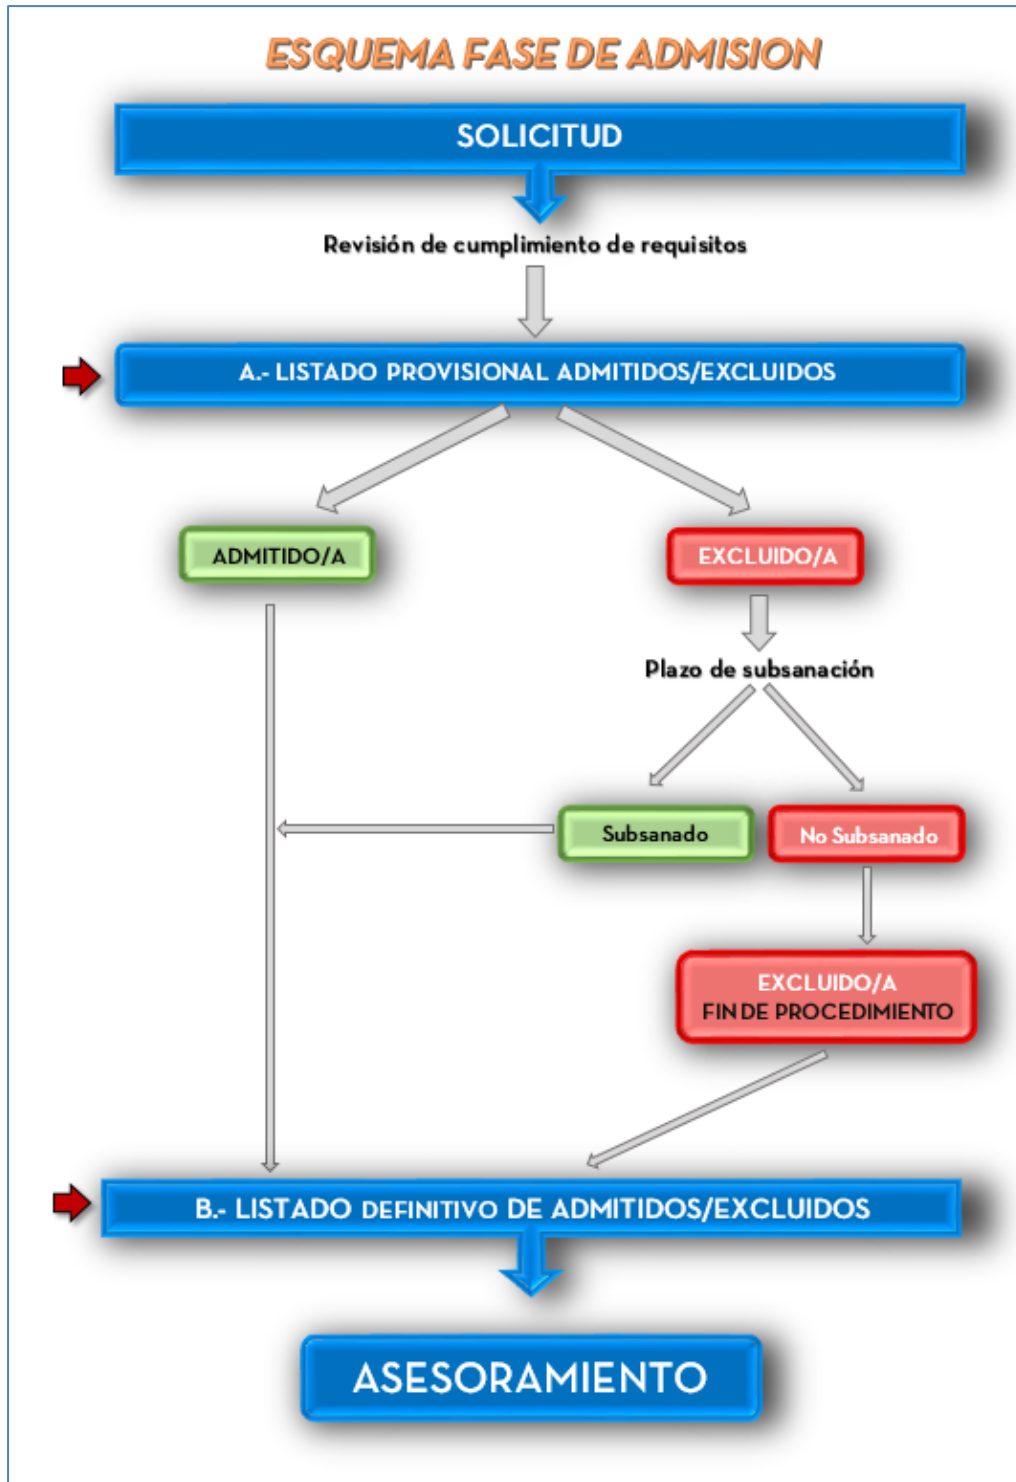 ESQUEMA FASE DE ADMISION
SOLICITUD
Revisión de cumplimiento de requisitos
A.- LISTADO PROVISIONAL ADMITIDOS/EXCLUIDOS
ADMITIDO/A
EXCLUIDO/A
Plazo de subsanación
Subsanado
No Subsanado
EXCLUIDO/A
FIN DE PROCEDIMIENTO
B.- LISTADO DEFINITIVO DE ADMITIDOS/EXCLUIDOS
ASESORAMIENTO